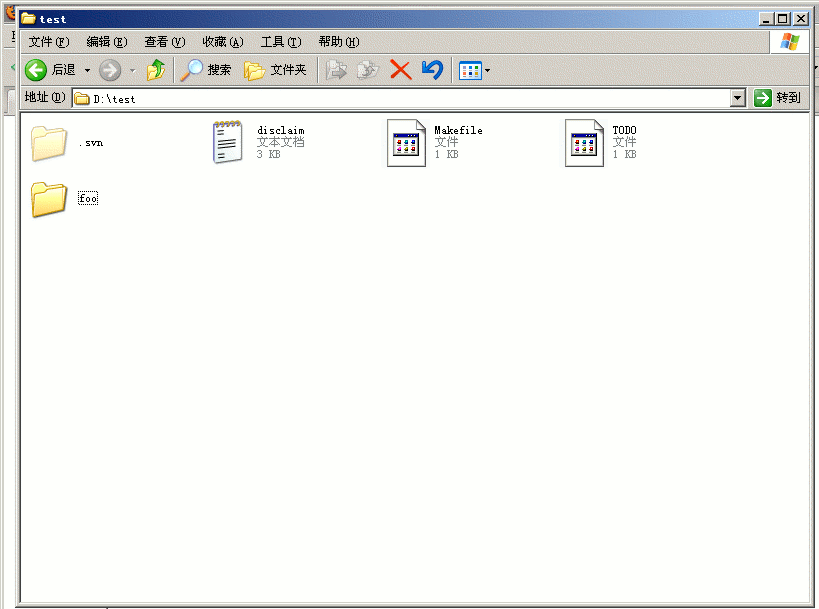 test
文件(F) 编辑(E) 查看(V) 收藏(A) 工具(T) 帮助(H)
后退 搜索 文件夹
地址(D) D:\test 转到
.svn
disclaim
文本文档
3 KB
Makefile
文件
1 KB
TODO
文件
1 KB
foo